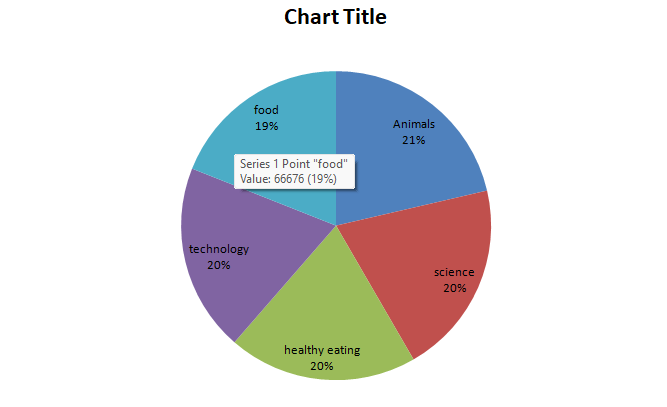 Chart Title
food
19%
Animals
21%
Series 1 Point "food"
Value: 66676 (19%)
technology
20%
science
20%
healthy eating
20%